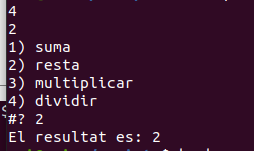 4
2
1) suma
2) resta
3) multiplicar
4) dividir
#? 2
El resultat es: 2